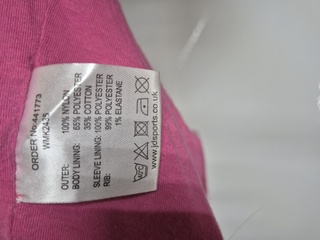 ORDER No.441773
WMK2435
OUTER: 100% NYLON
BODY LINING: 65% POLYESTER
35% COTTON
SLEEVE LINING: 100% POLYESTER
RIB: 99% POLYESTER
1% ELASTANE
www.jdsports.co.uk